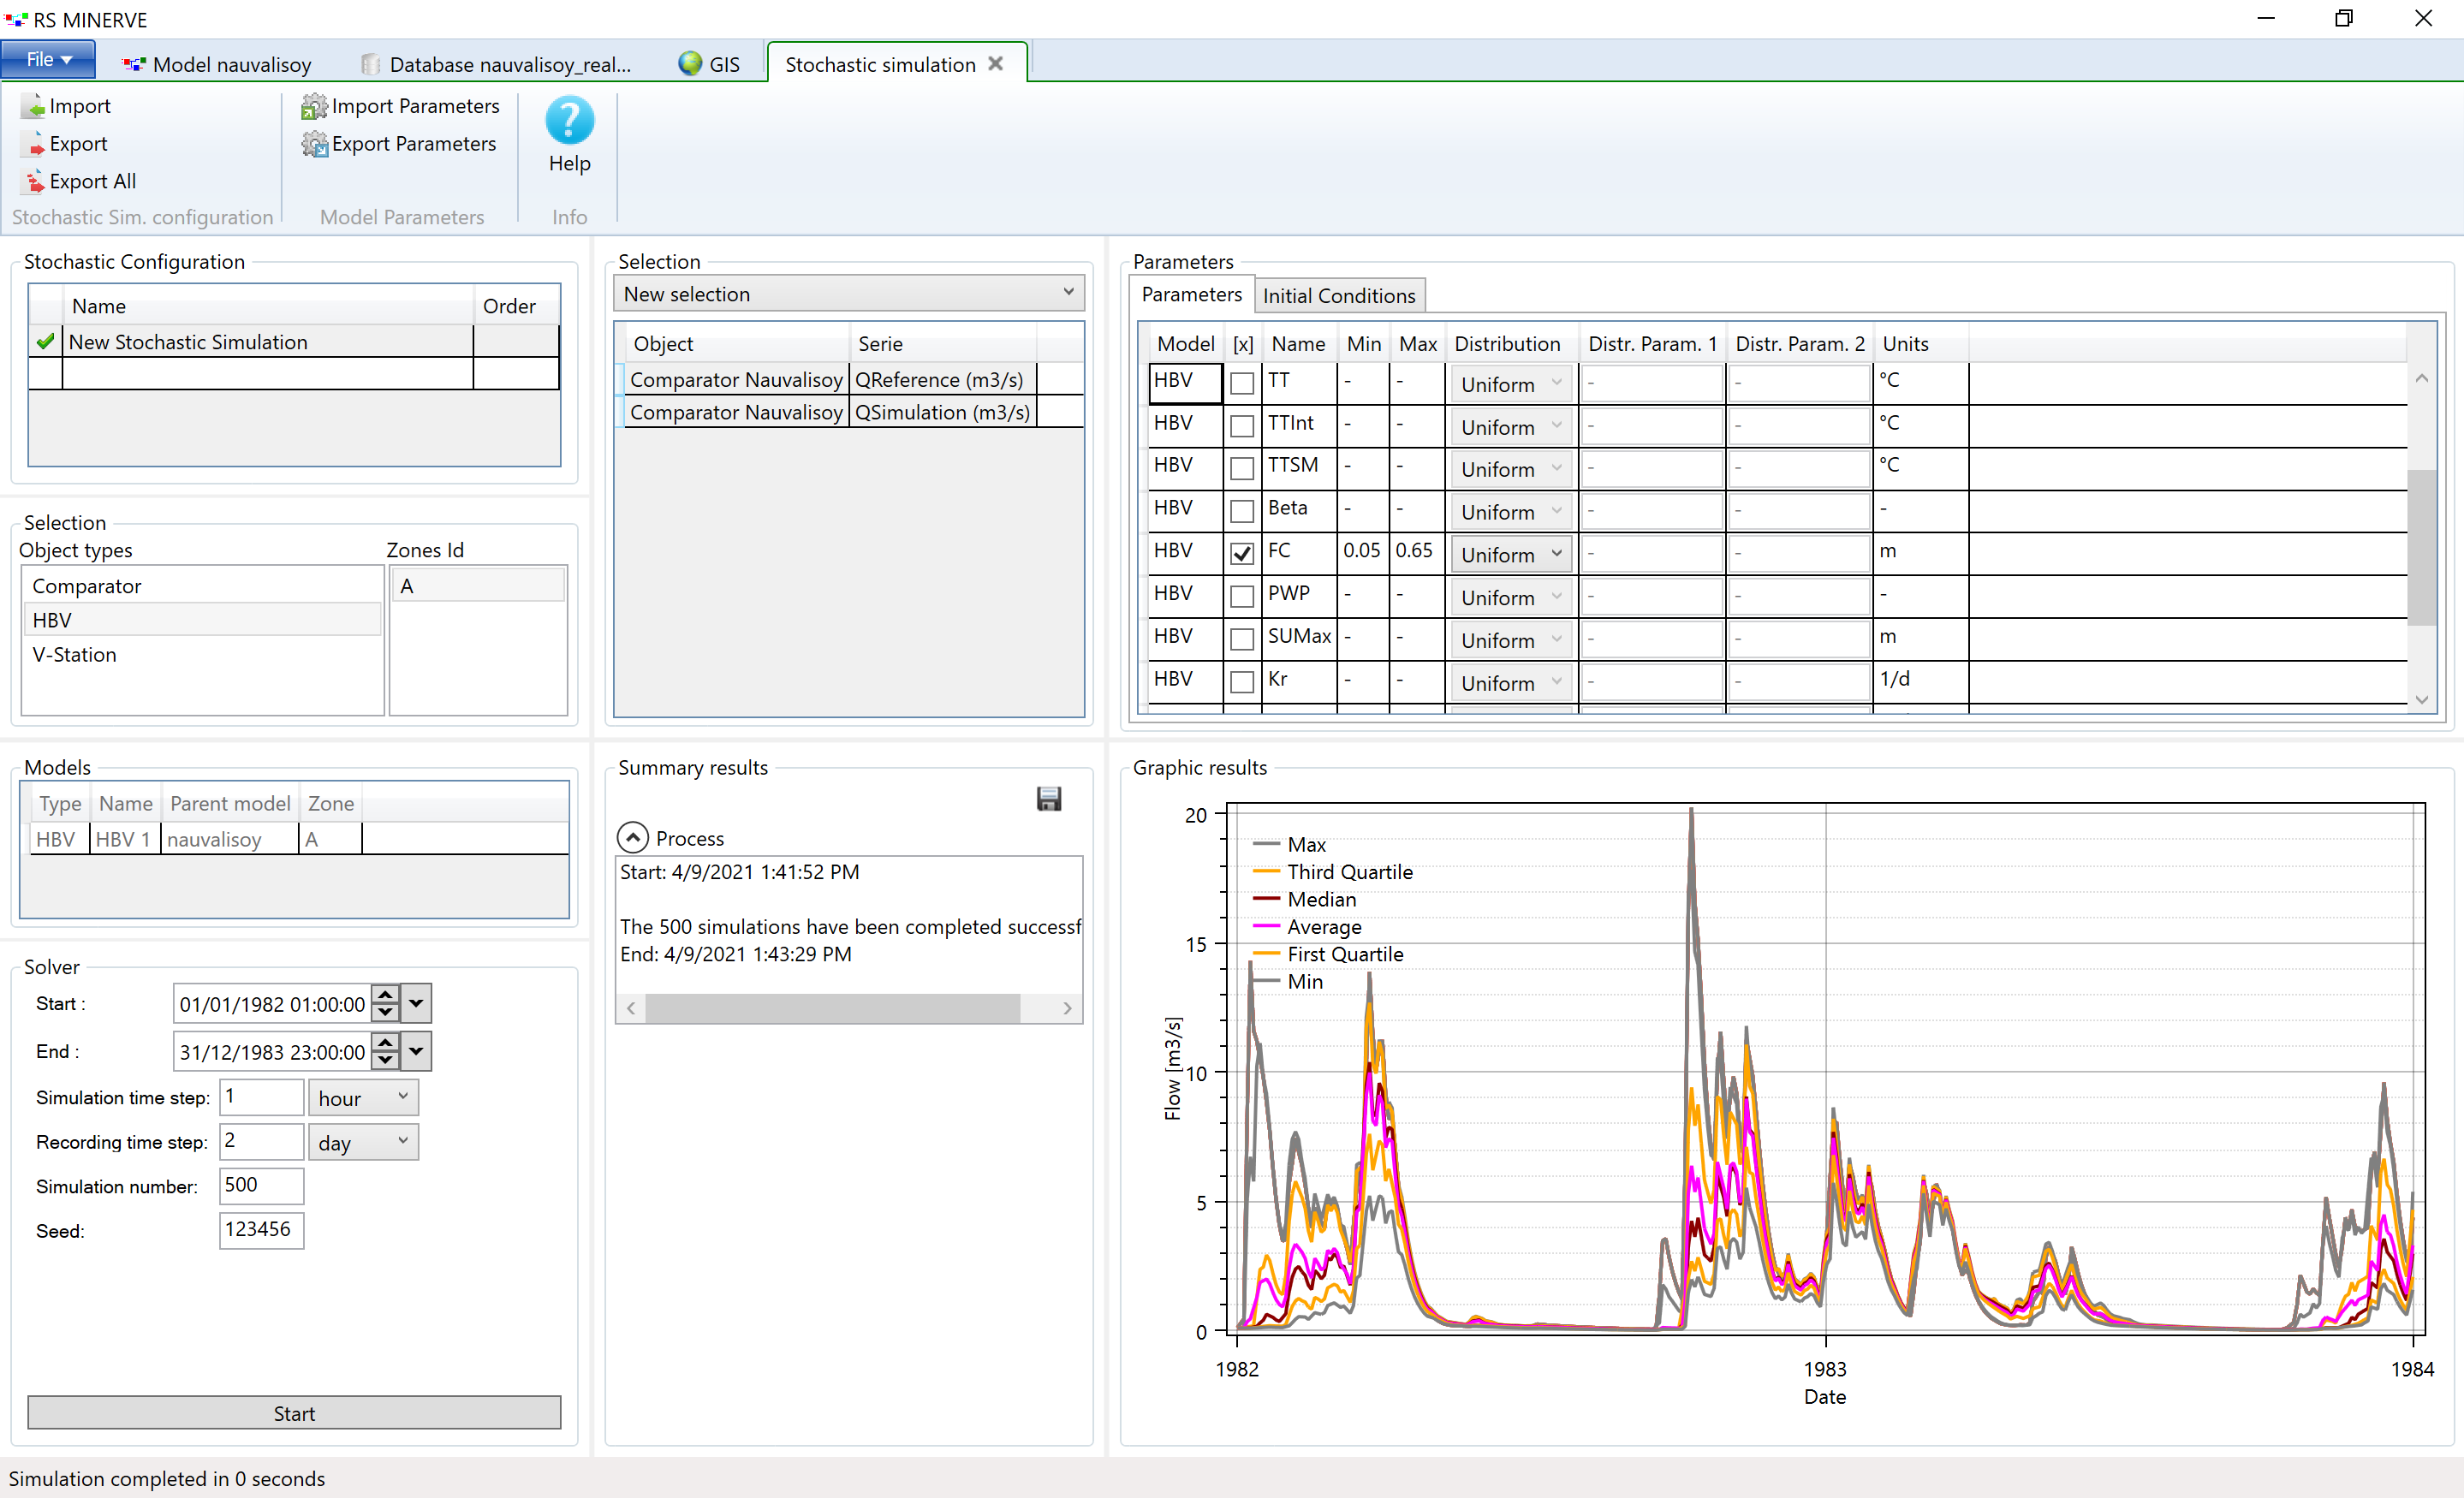 RS MINERVE
File
Model nauvalisoy
Database nauvalisoy_real...
GIS
Stochastic simulation
Import
Export
Export All
Stochastic Sim. configuration
Import Parameters
Export Parameters
Model Parameters
Help
Info
Stochastic Configuration
Name Order
New Stochastic Simulation
Selection
Object types Zones Id
Comparator A
HBV
V-Station
Models
Type Name Parent model Zone
HBV HBV 1 nauvalisoy A
Solver
Start : 01/01/1982 01:00:00
End : 31/12/1983 23:00:00
Simulation time step: 1 hour
Recording time step: 2 day
Simulation number: 500
Seed: 123456
Start
Selection
New selection
Object Serie
Comparator Nauvalisoy QReference (m3/s)
Comparator Nauvalisoy QSimulation (m3/s)
Summary results
Process
Start: 4/9/2021 1:41:52 PM
The 500 simulations have been completed successf
End: 4/9/2021 1:43:29 PM
Parameters
Parameters Initial Conditions
Model [x] Name Min Max Distribution Distr. Param. 1 Distr. Param. 2 Units
HBV TT - - Uniform - - °C
HBV TTInt - - Uniform - - °C
HBV TTSM - - Uniform - - °C
HBV Beta - - Uniform - - -
HBV FC 0.05 0.65 Uniform - - m
HBV PWP - - Uniform - - -
HBV SUMax - - Uniform - - m
HBV Kr - - Uniform - - 1/d
Graphic results
Max
Third Quartile
Median
Average
First Quartile
Min
20
15
10
5
0
Flow [m3/s]
1982 1983 1984
Date
Simulation completed in 0 seconds